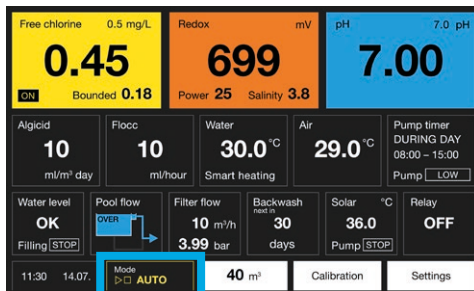 Free chlorine 0.5 mg/L
0.45
ON Bounded 0.18
Redox mV
699
Power 25 Salinity 3.8
pH 7.0 pH
7.00
Algicid
10
ml/m³ day
Flocc
10
ml/hour
Water
30.0°C
Smart heating
Air
29.0°C
Pump timer
DURING DAY
08:00 – 15:00
Pump LOW
Water level
OK
Filling STOP
Pool flow
OVER
Filter flow
10 m³/h
3.99 bar
Backwash
next in
30
days
Solar °C
36.0
Pump STOP
Relay
OFF
11:30 14.07.
Mode
AUTO
40 m³
Calibration
Settings